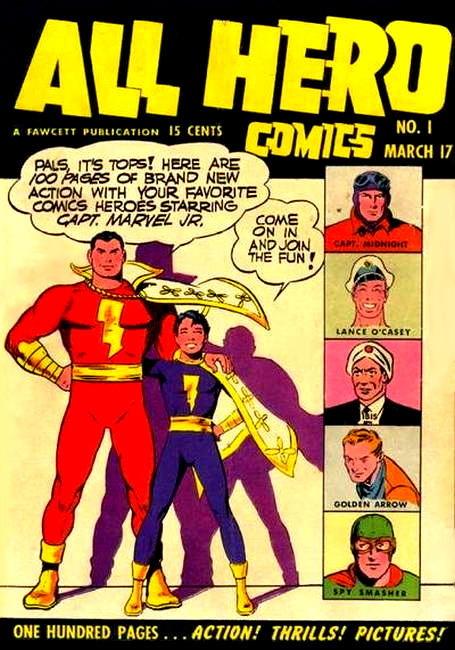 ALL HERO
COMICS
A FAWCETT PUBLICATION 15 CENTS
NO. 1
MARCH 17
PALS, IT'S TOPS! HERE ARE
100 PAGES OF BRAND NEW
ACTION WITH YOUR FAVORITE
COMICS HEROES STARRING
CAPT. MARVEL JR.
COME
ON IN
AND JOIN
THE FUN!
CAPT. MIDNIGHT
LANCE O'CASEY
IBIS
GOLDEN ARROW
SPY SMASHER
ONE HUNDRED PAGES ... ACTION! THRILLS! PICTURES!